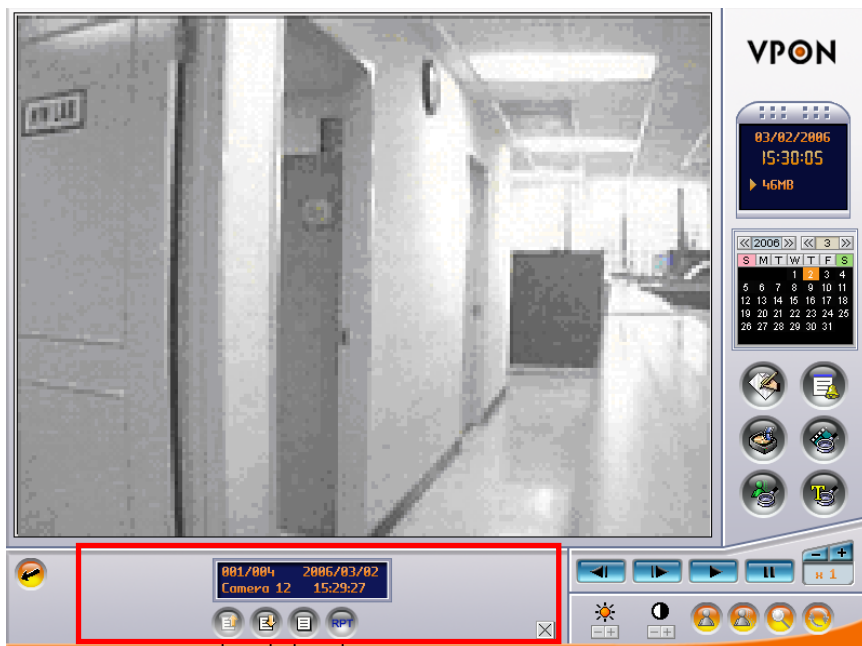 VPON
03/02/2006
15:30:05
46MB
2006 3
S M T W T F S
1 2 3 4
5 6 7 8 9 10 11
12 13 14 15 16 17 18
19 20 21 22 23 24 25
26 27 28 29 30 31
001/004 2006/03/02
Camera 12 15:29:27
RPT
x 1